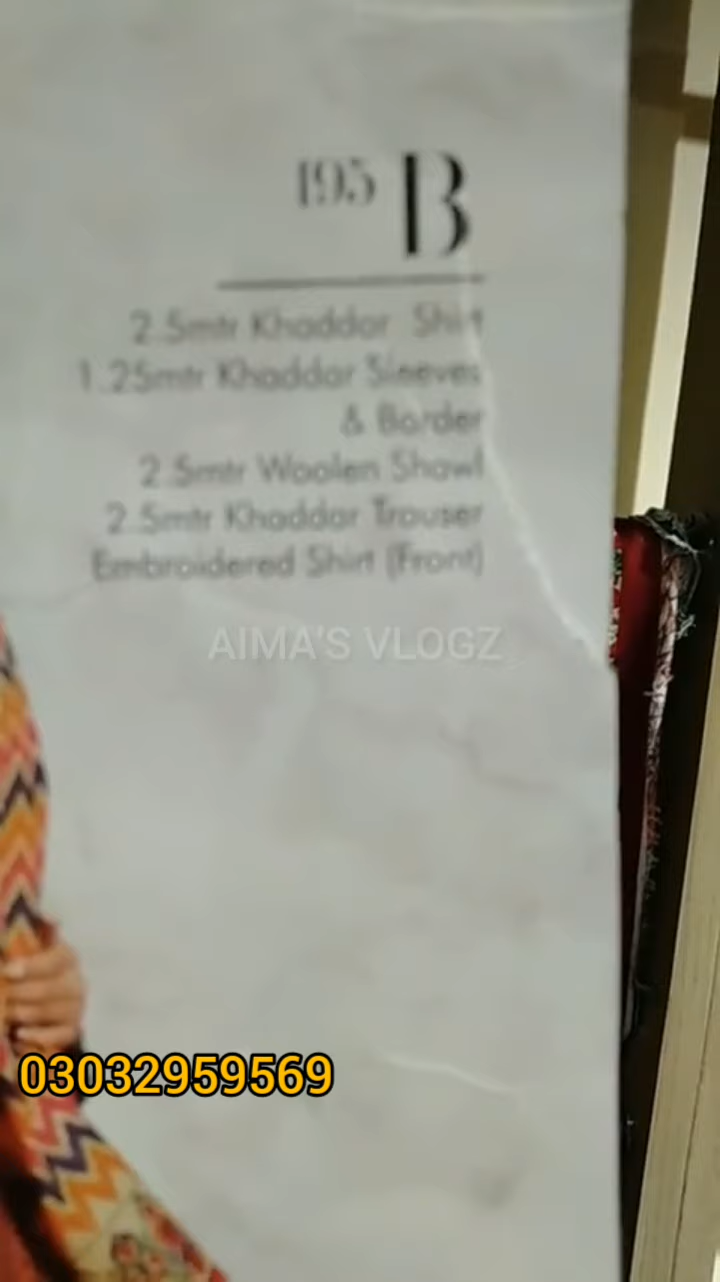 195 B
2.5mtr Khaddar Shirt
1.25mtr Khaddar Sleeves
& Border
2.5mtr Woolen Shawl
2.5mtr Khaddar Trouser
Embroidered Shirt (Front)
AIMA'S VLOGZ
03032959569